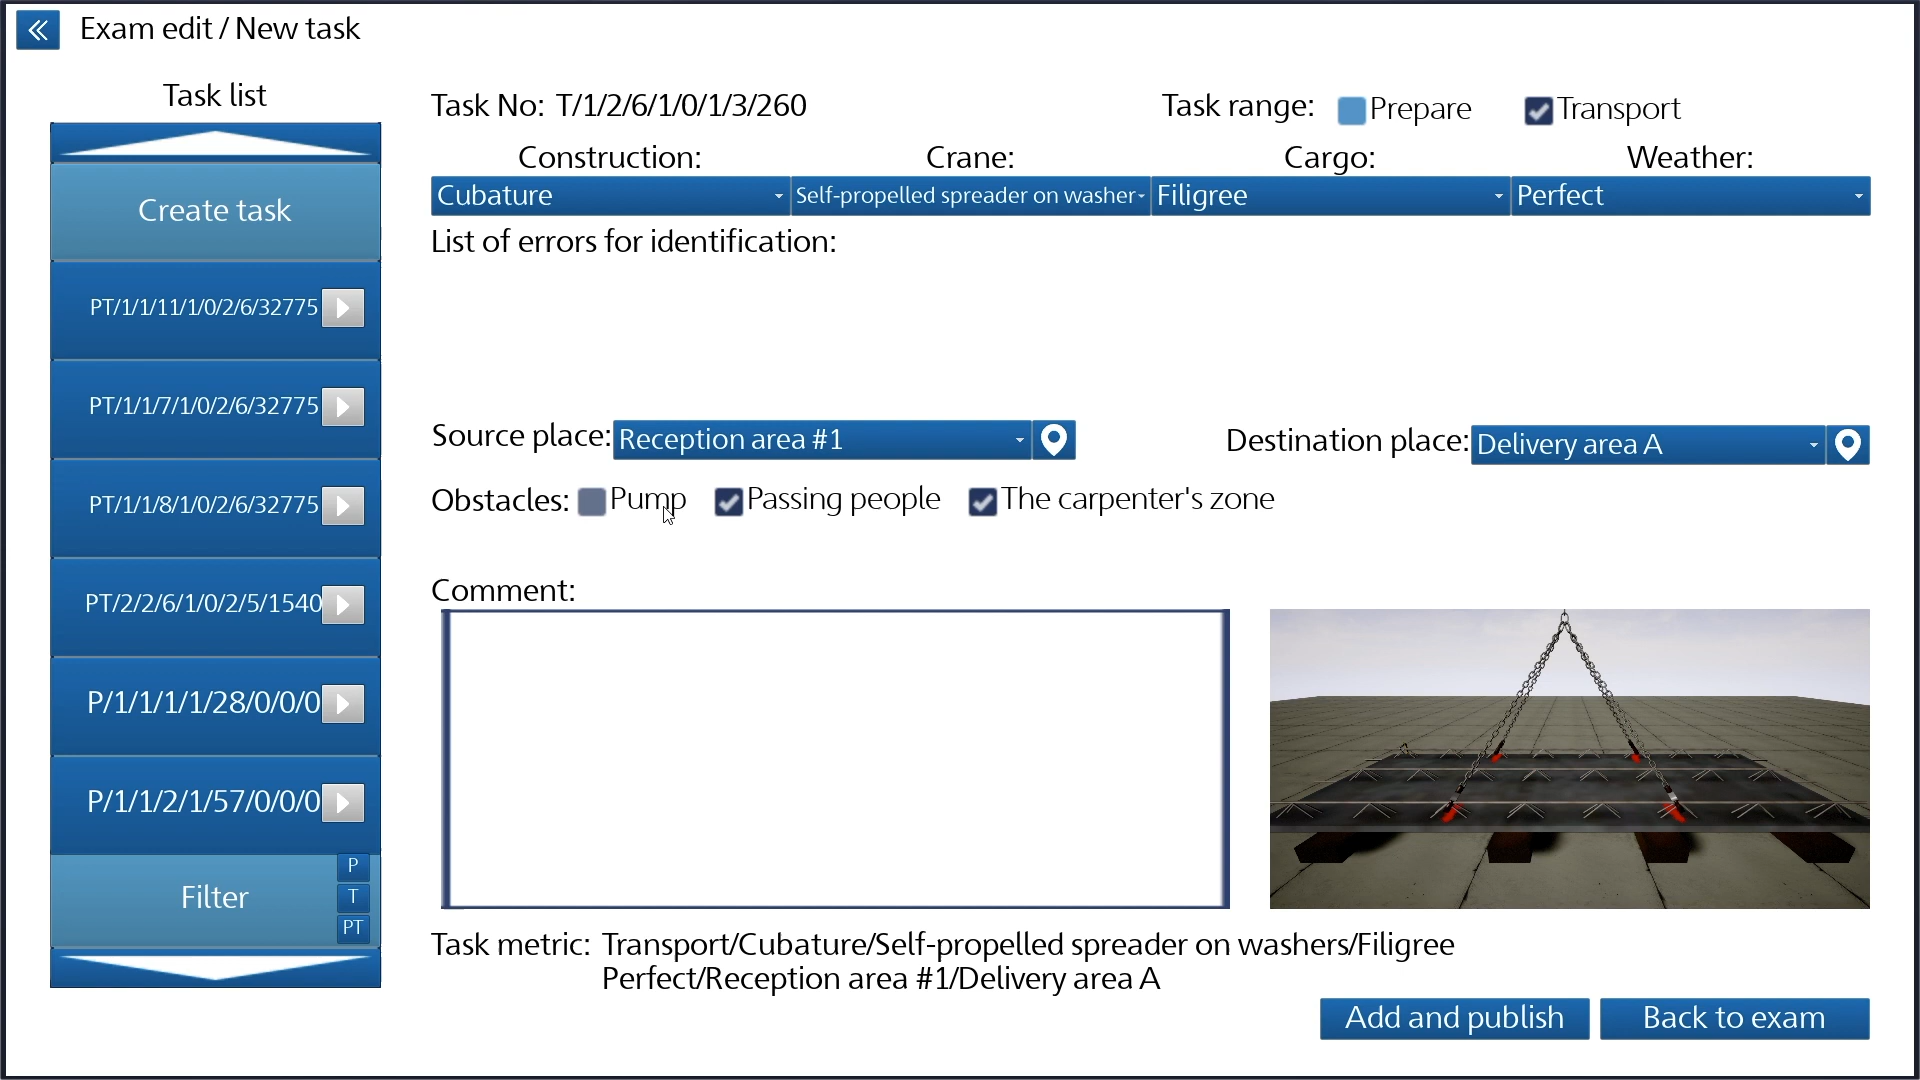 Exam edit / New task
Task list
Create task
PT/1/1/11/1/0/2/6/32775
PT/1/1/7/1/0/2/6/32775
PT/1/1/8/1/0/2/6/32775
PT/2/2/6/1/0/2/5/1540
P/1/1/1/1/28/0/0/0
P/1/1/2/1/57/0/0/0
Filter
P
T
PT
Task No: T/1/2/6/1/0/1/3/260
Task range: Prepare Transport
Construction: Crane: Cargo: Weather:
Cubature Self-propelled spreader on washer Filigree Perfect
List of errors for identification:
Source place: Reception area #1 Destination place: Delivery area A
Obstacles: Pump Passing people The carpenter's zone
Comment:
Task metric: Transport/Cubature/Self-propelled spreader on washers/Filigree
Perfect/Reception area #1/Delivery area A
Add and publish Back to exam